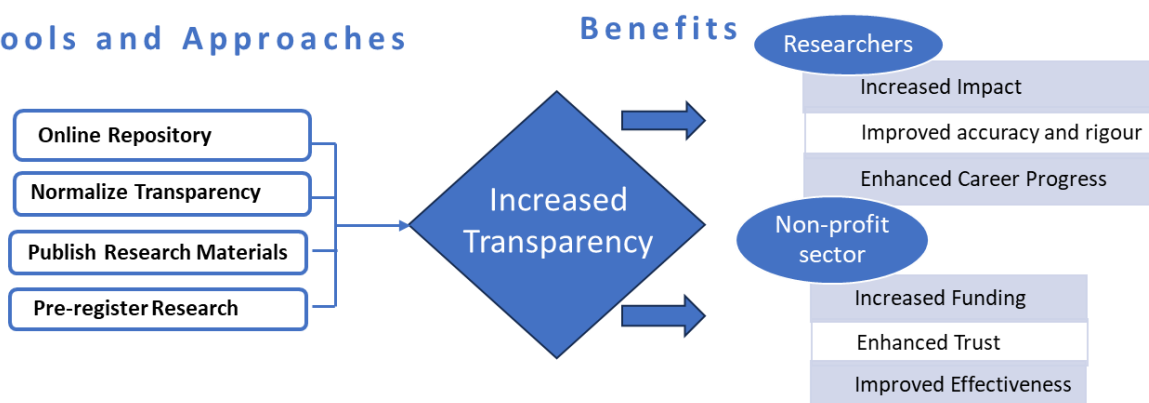 ools and Approaches
Online Repository
Normalize Transparency
Publish Research Materials
Pre-register Research
Increased
Transparency
Benefits
Researchers
Increased Impact
Improved accuracy and rigour
Enhanced Career Progress
Non-profit
sector
Increased Funding
Enhanced Trust
Improved Effectiveness